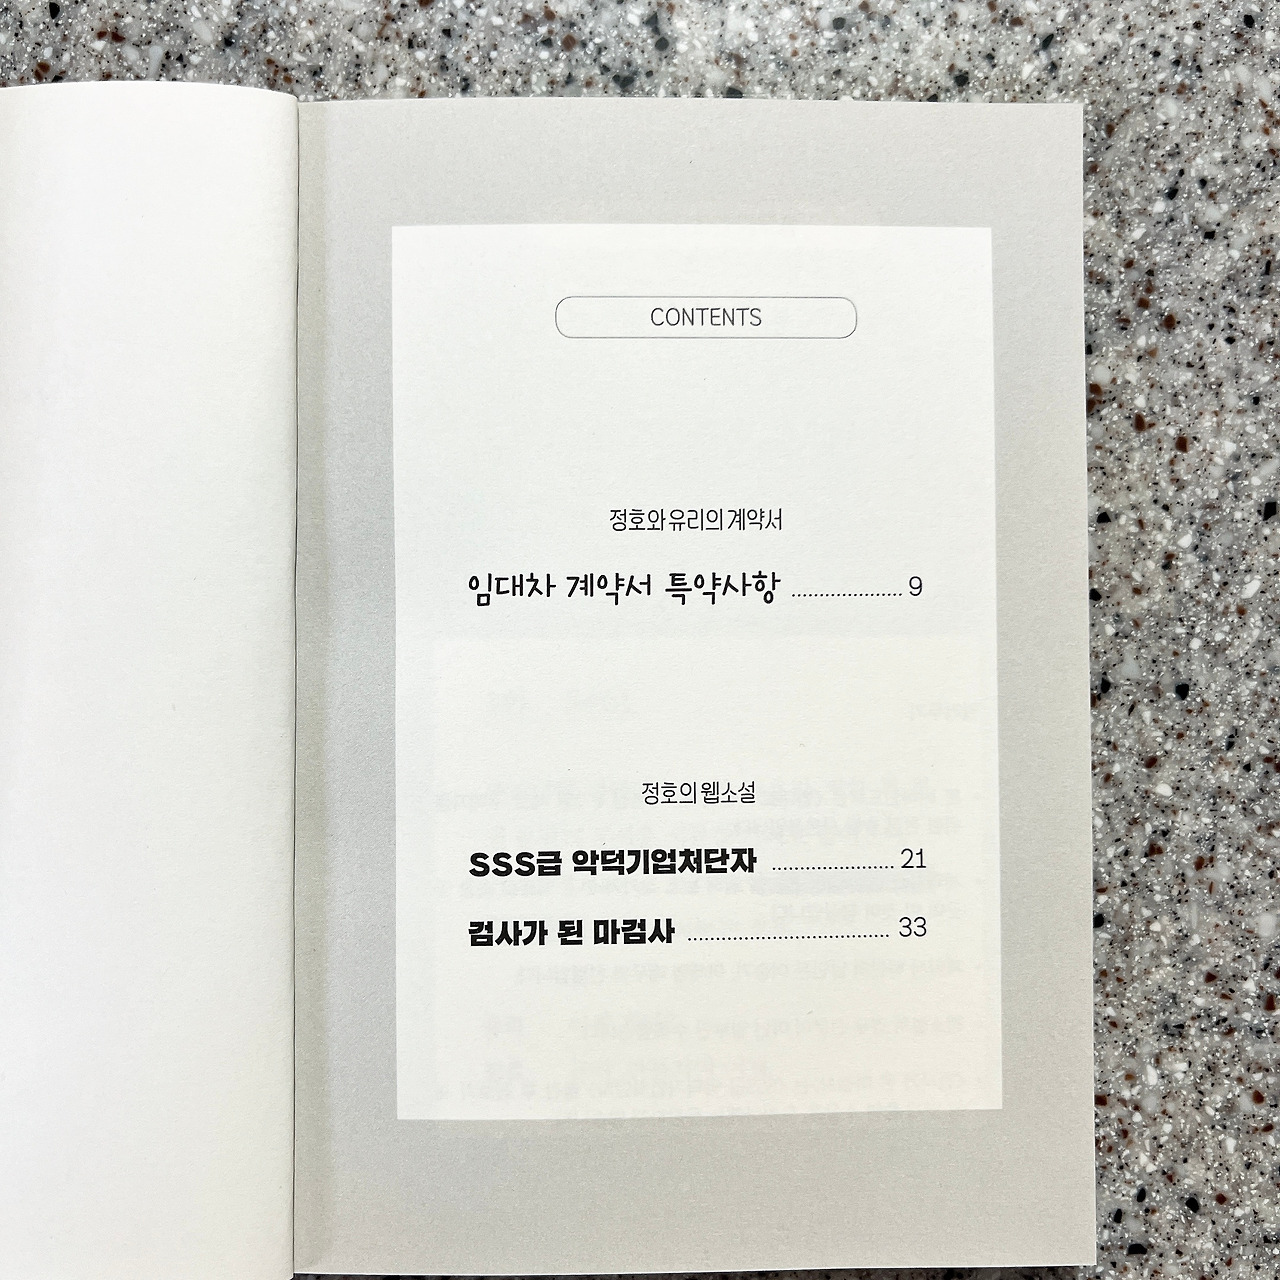 CONTENTS
정호와 유리의 계약서
임대차 계약서 특약사항 .................... 9
정호의 웹소설
SSS급 악덕기업처단자 ...................... 21
검사가 된 마검사 .................................... 33